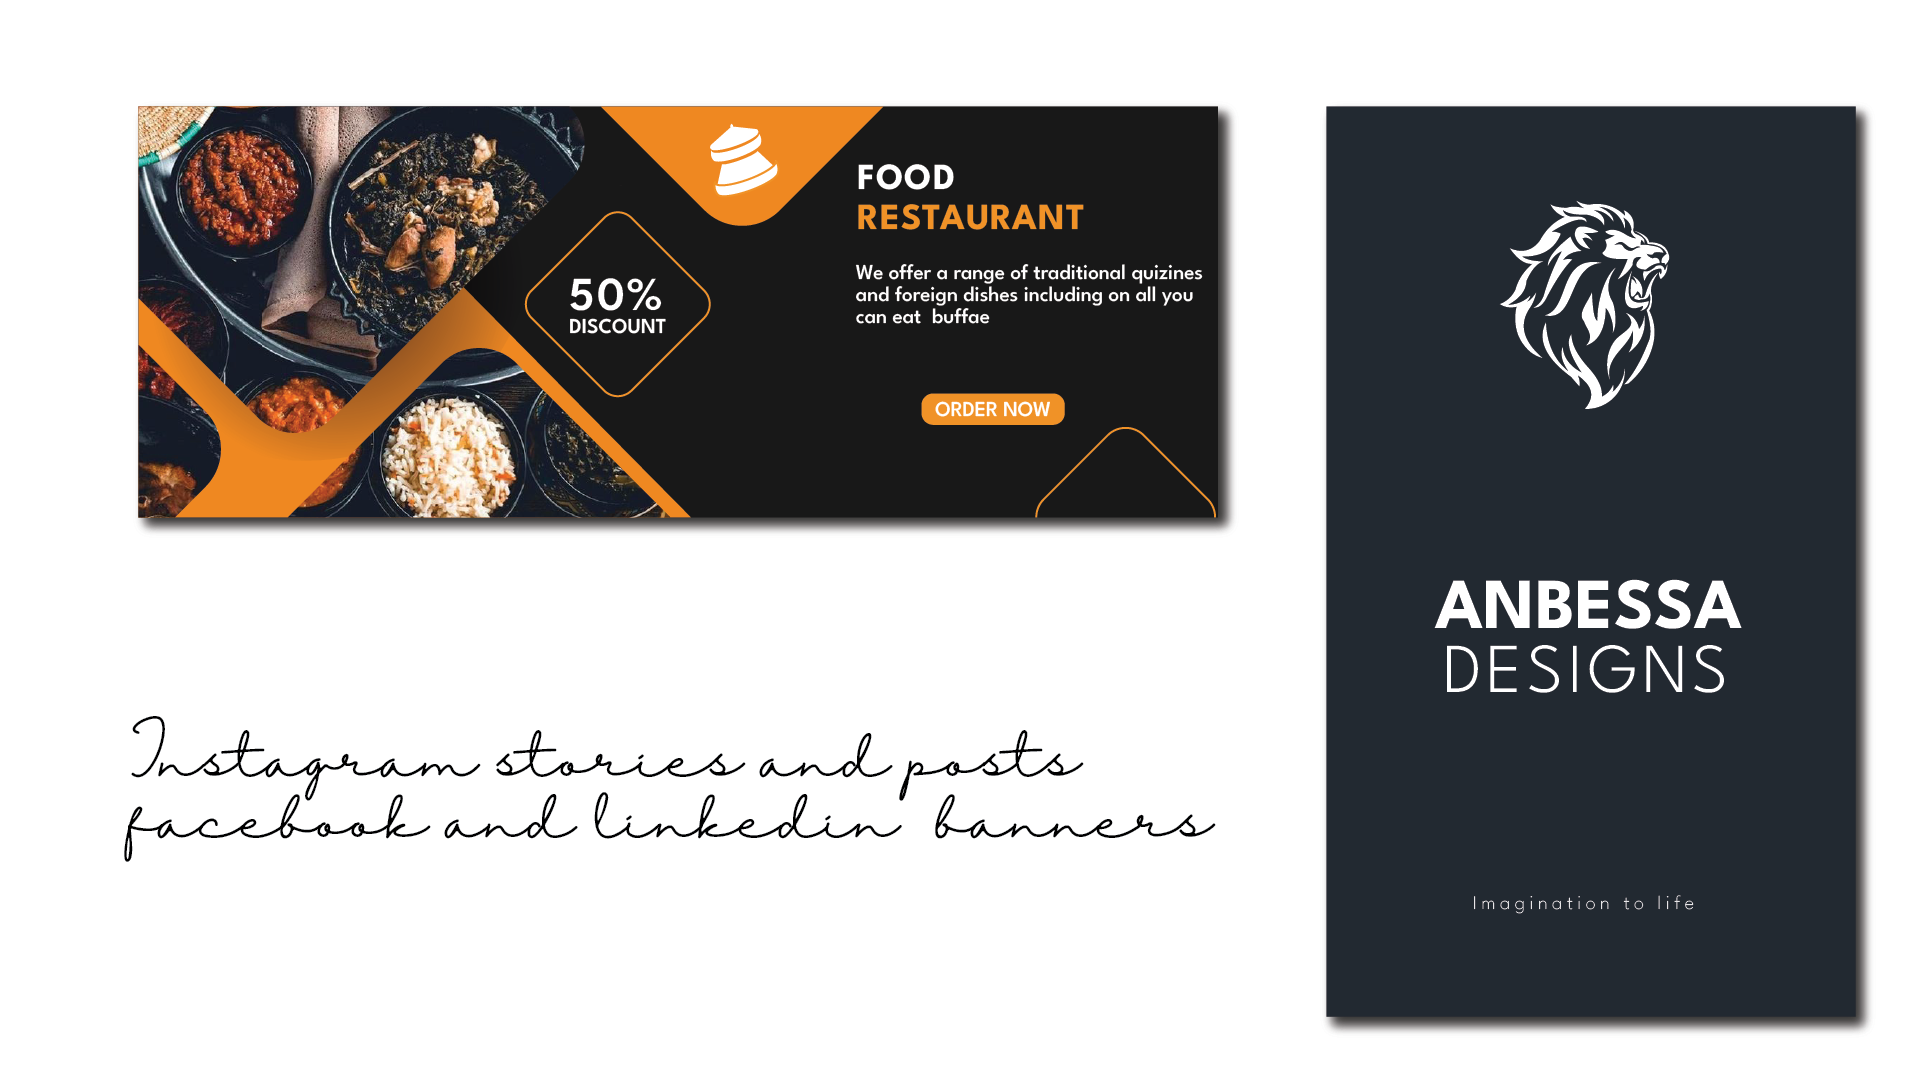 FOOD
RESTAURANT
50%
DISCOUNT
We offer a range of traditional quizines
and foreign dishes including on all you
can eat buffae
ORDER NOW
ANBESSA
DESIGNS
Imagination to life
Instagram stories and posts
facebook and linkedin banners